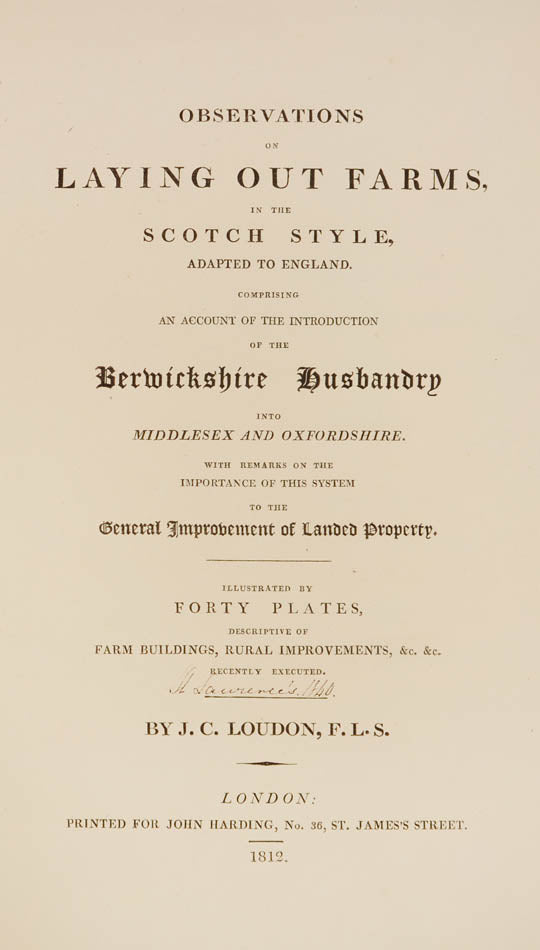 OBSERVATIONS
ON
LAYING OUT FARMS,
IN THE
SCOTCH STYLE,
ADAPTED TO ENGLAND.
COMPRISING
AN ACCOUNT OF THE INTRODUCTION
OF THE
Berwickshire Husbandry
INTO
MIDDLESEX AND OXFORDSHIRE.
WITH REMARKS ON THE
IMPORTANCE OF THIS SYSTEM
TO THE
General Improvement of Landed Property.
ILLUSTRATED BY
FORTY PLATES,
DESCRIPTIVE OF
FARM BUILDINGS, RURAL IMPROVEMENTS, &c. &c.
RECENTLY EXECUTED.
Lawrence's
BY J. C. LOUDON, F. L. S.
LONDON:
PRINTED FOR JOHN HARDING, No. 36, ST. JAMES'S STREET.
1812.